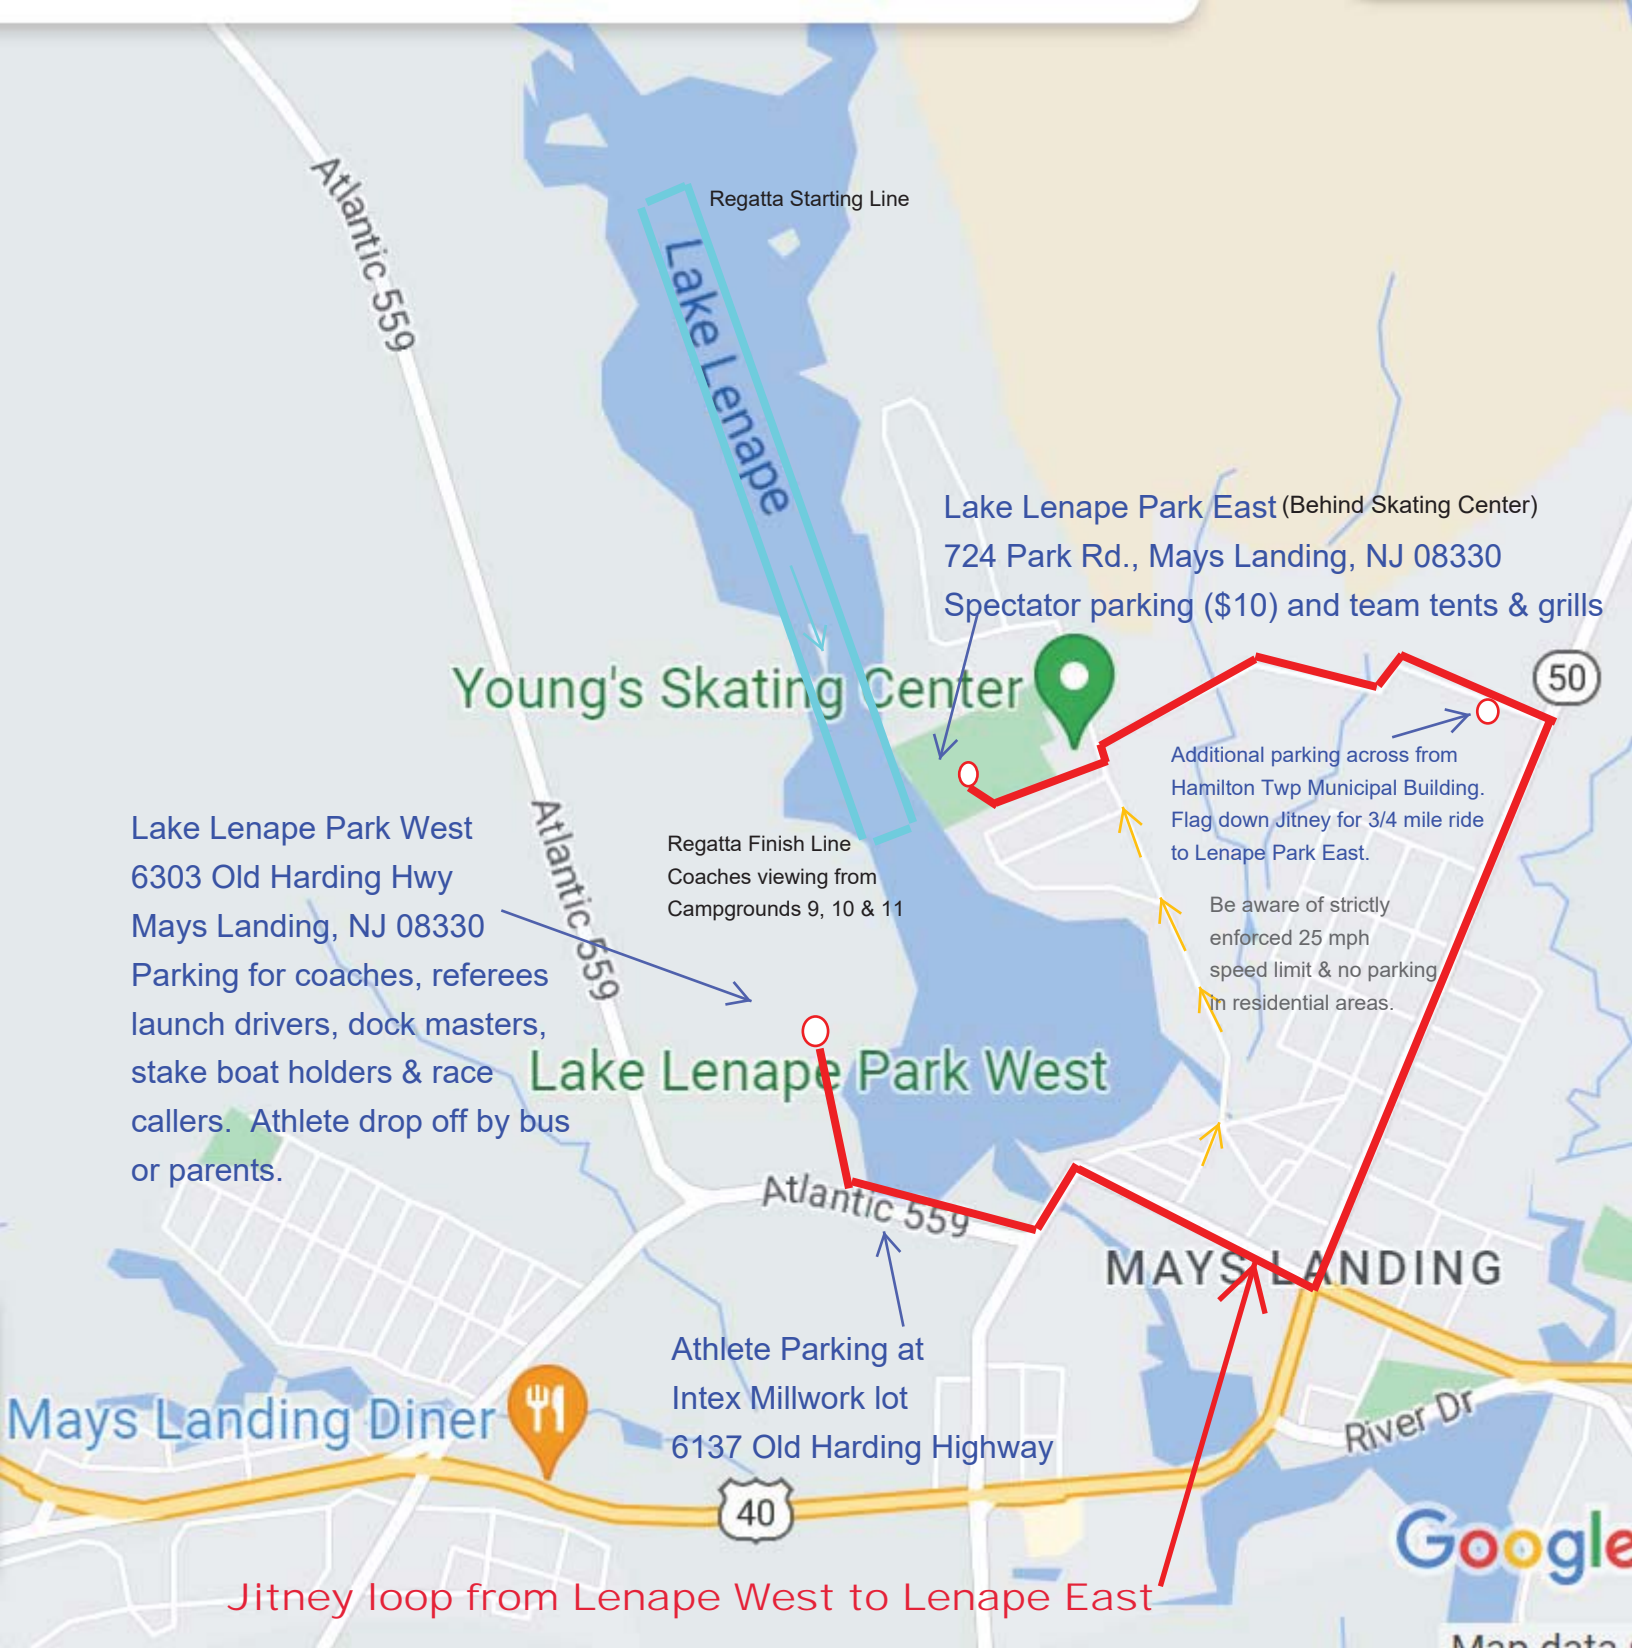 Atlantic 559
Regatta Starting Line
Lake Lenape
Lake Lenape Park East (Behind Skating Center)
724 Park Rd., Mays Landing, NJ 08330
Spectator parking ($10) and team tents & grills
Young's Skating Center
50
Additional parking across from
Hamilton Twp Municipal Building.
Flag down Jitney for 3/4 mile ride
to Lenape Park East.
Atlantic 559
Lake Lenape Park West
6303 Old Harding Hwy
Mays Landing, NJ 08330
Parking for coaches, referees
launch drivers, dock masters,
stake boat holders & race
callers. Athlete drop off by bus
or parents.
Regatta Finish Line
Coaches viewing from
Campgrounds 9, 10 & 11
Be aware of strictly
enforced 25 mph
speed limit & no parking
in residential areas.
Lake Lenape Park West
Atlantic 559
MAYS LANDING
Athlete Parking at
Intex Millwork lot
6137 Old Harding Highway
Mays Landing Diner
River Dr
40
Google
Jitney loop from Lenape West to Lenape East
Map data